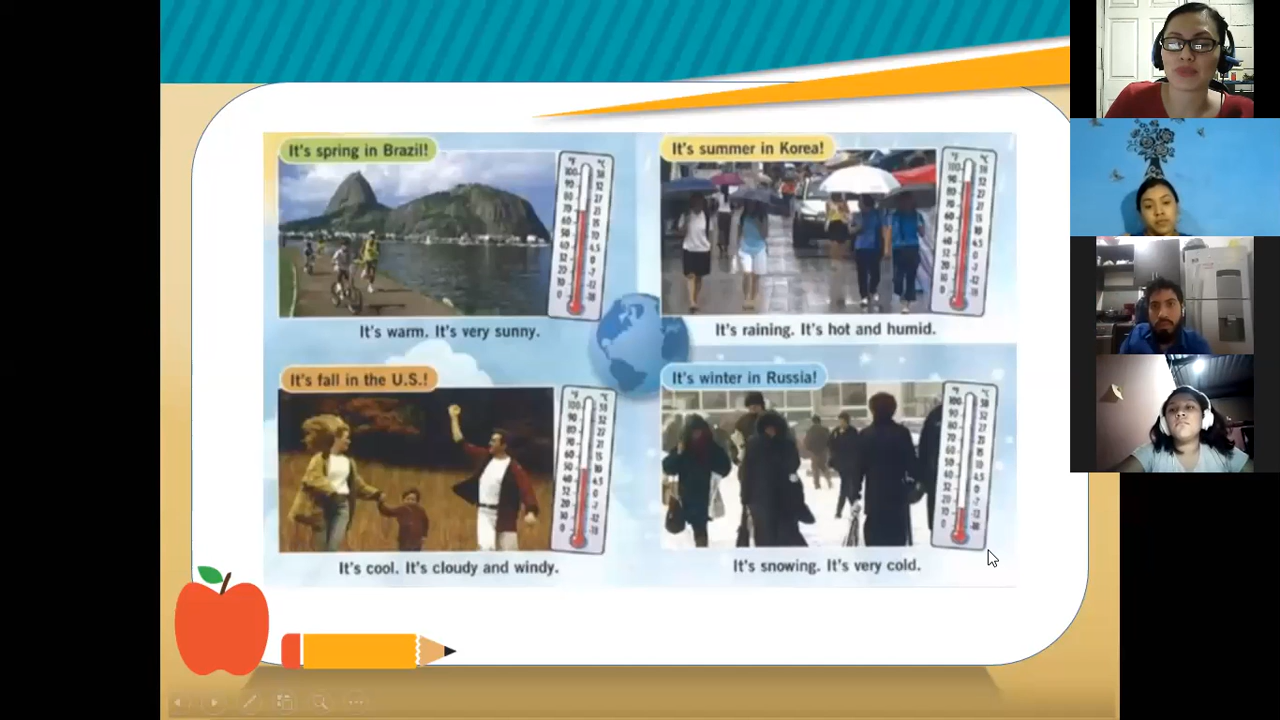 It's spring in Brazil!
It's warm. It's very sunny.
It's summer in Korea!
It's raining. It's hot and humid.
It's fall in the U.S.!
It's cool. It's cloudy and windy.
It's winter in Russia!
It's snowing. It's very cold.